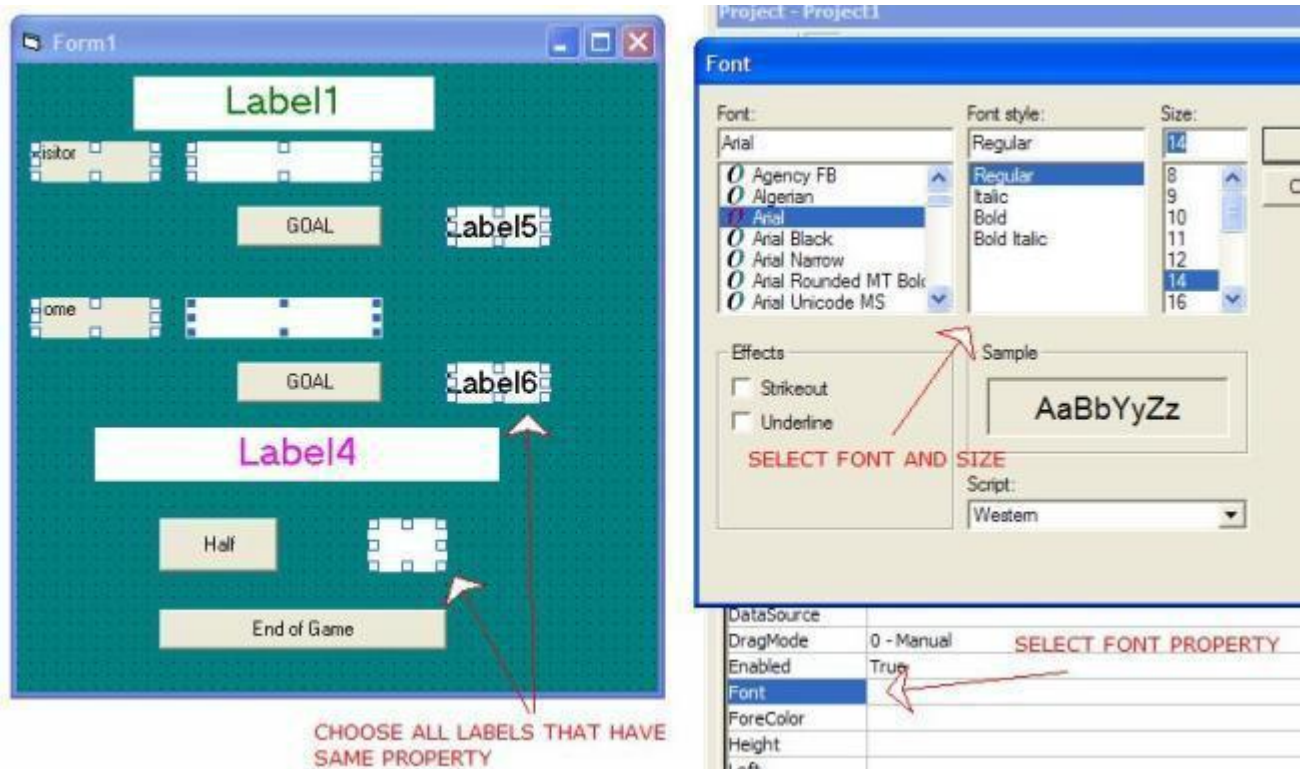 Form1
Label1
isitor
GOAL
Label5
ome
GOAL
Label6
Label4
Half
End of Game
CHOOSE ALL LABELS THAT HAVE
SAME PROPERTY
Project - Project1
Font
Font:
Font style:
Size:
Arial
Regular
14
Agency FB
Algerian
Arial
Arial Black
Arial Narrow
Arial Rounded MT Bold
Arial Unicode MS
Regular
Italic
Bold
Bold Italic
8
9
10
11
12
14
16
C
Effects
Strikeout
Underline
Sample
AaBbYyZz
SELECT FONT AND SIZE
Script:
Western
DataSource
DragMode 0 - Manual
SELECT FONT PROPERTY
Enabled True
Font
ForeColor
Height
Left